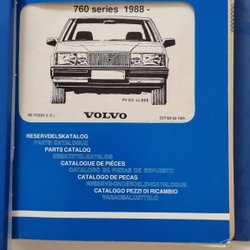 760 series 1988 -
VOLVO
RESERVDELSKATALOG
PARTS CATALOGUE
PARTS CATALOG
ERSATZTEILKATALOG
CATALOGUE DE PIÈCES
CATALOGO DE PIEZAS DE REPUESTO
CATALOGO DE PEÇAS
RESERVE-ONDERDELENCATALOGUS
CATALOGO PEZZI DI RICAMBIO
VARAOSALUETTELO